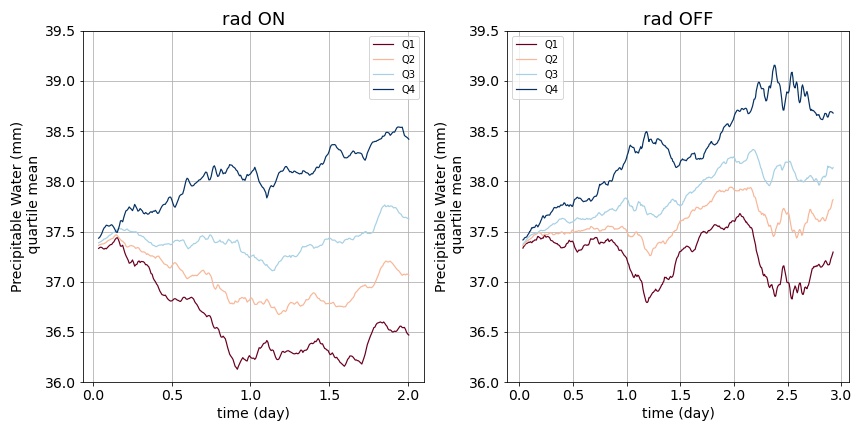 rad ON
39.5
39.0
38.5
38.0
37.5
37.0
36.5
36.0
Precipitable Water (mm)
quartile mean
Q1
Q2
Q3
Q4
0.0 0.5 1.0 1.5 2.0
time (day)
rad OFF
39.5
39.0
38.5
38.0
37.5
37.0
36.5
36.0
Precipitable Water (mm)
quartile mean
Q1
Q2
Q3
Q4
0.0 0.5 1.0 1.5 2.0 2.5 3.0
time (day)